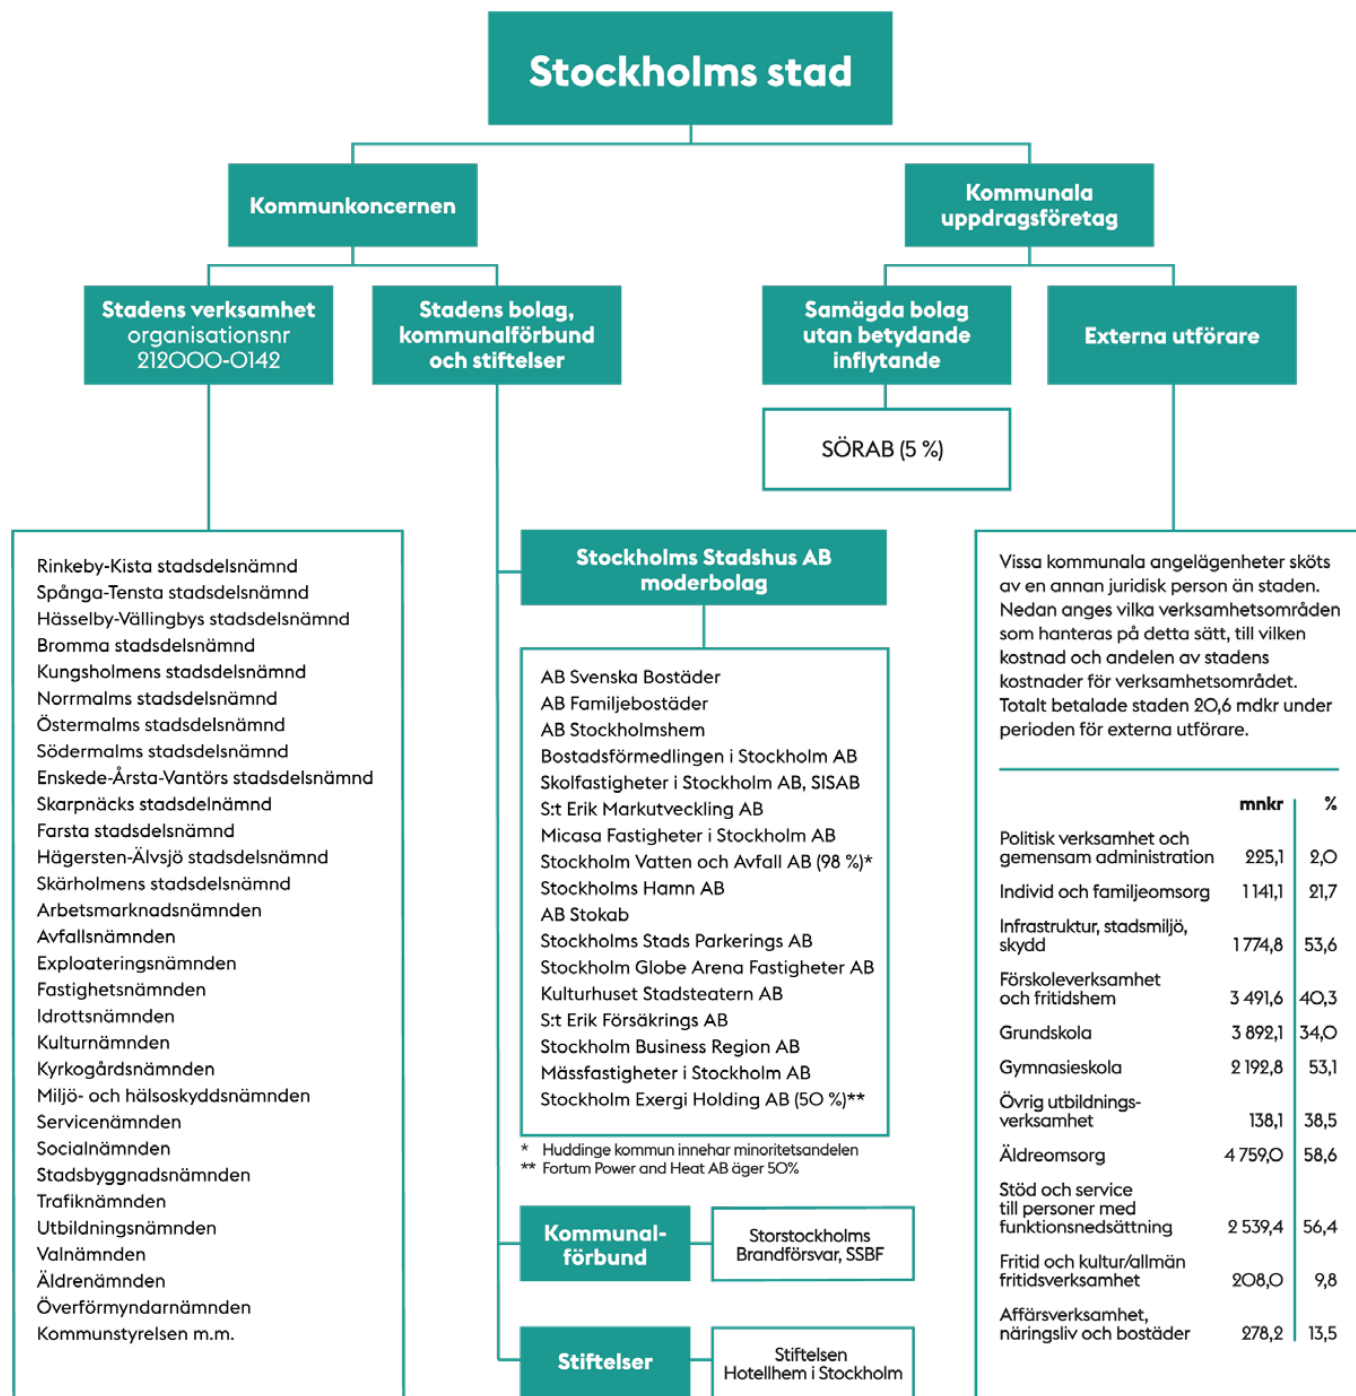 Stockholms stad
Kommunkoncernen
Kommunala
uppdragsföretag
Stadens verksamhet
organisationsnr
212000-0142
Stadens bolag,
kommunalförbund
och stiftelser
Samägda bolag
utan betydande
inflytande
Externa utförare
SÖRAB (5 %)
Rinkeby-Kista stadsdelsnämnd
Spånga-Tensta stadsdelsnämnd
Hässelby-Vällingbys stadsdelsnämnd
Bromma stadsdelsnämnd
Kungsholmens stadsdelsnämnd
Norrmalms stadsdelsnämnd
Östermalms stadsdelsnämnd
Södermalms stadsdelsnämnd
Enskede-Årsta-Vantörs stadsdelsnämnd
Skarpnäcks stadsdelnämnd
Farsta stadsdelsnämnd
Hägersten-Älvsjö stadsdelsnämnd
Skärholmens stadsdelsnämnd
Arbetsmarknadsnämnden
Avfallsnämnden
Exploateringsnämnden
Fastighetsnämnden
Idrottsnämnden
Kulturnämnden
Kyrkogårdsnämnden
Miljö- och hälsoskyddsnämnden
Servicenämnden
Socialnämnden
Stadsbyggnadsnämnden
Trafiknämnden
Utbildningsnämnden
Valnämnden
Äldrenämnden
Överförmyndarnämnden
Kommunstyrelsen m.m.
Stockholms Stadshus AB
moderbolag
AB Svenska Bostäder
AB Familjebostäder
AB Stockholmshem
Bostadsförmedlingen i Stockholm AB
Skolfastigheter i Stockholm AB, SISAB
S:t Erik Markutveckling AB
Micasa Fastigheter i Stockholm AB
Stockholm Vatten och Avfall AB (98 %)*
Stockholms Hamn AB
AB Stokab
Stockholms Stads Parkerings AB
Stockholm Globe Arena Fastigheter AB
Kulturhuset Stadsteatern AB
S:t Erik Försäkrings AB
Stockholm Business Region AB
Mässfastigheter i Stockholm AB
Stockholm Exergi Holding AB (50 %)**
* Huddinge kommun innehar minoritetsandelen
** Fortum Power and Heat AB äger 50%
Kommunal-
förbund
Storstockholms
Brandförsvar, SSBF
Stiftelser
Stiftelsen
Hotellhem i Stockholm
Vissa kommunala angelägenheter sköts
av en annan juridisk person än staden.
Nedan anges vilka verksamhetsområden
som hanteras på detta sätt, till vilken
kostnad och andelen av stadens
kostnader för verksamhetsområdet.
Totalt betalade staden 20,6 mdkr under
perioden för externa utförare.
mnkr %
Politisk verksamhet och
gemensam administration 225,1 2,0
Individ och familjeomsorg 1 141,1 21,7
Infrastruktur, stadsmiljö,
skydd 1 774,8 53,6
Förskoleverksamhet
och fritidshem 3 491,6 40,3
Grundskola 3 892,1 34,0
Gymnasieskola 2 192,8 53,1
Övrig utbildnings-
verksamhet 138,1 38,5
Äldreomsorg 4 759,0 58,6
Stöd och service
till personer med
funktionsnedsättning 2 539,4 56,4
Fritid och kultur/allmän
fritidsverksamhet 208,0 9,8
Affärsverksamhet,
näringsliv och bostäder 278,2 13,5